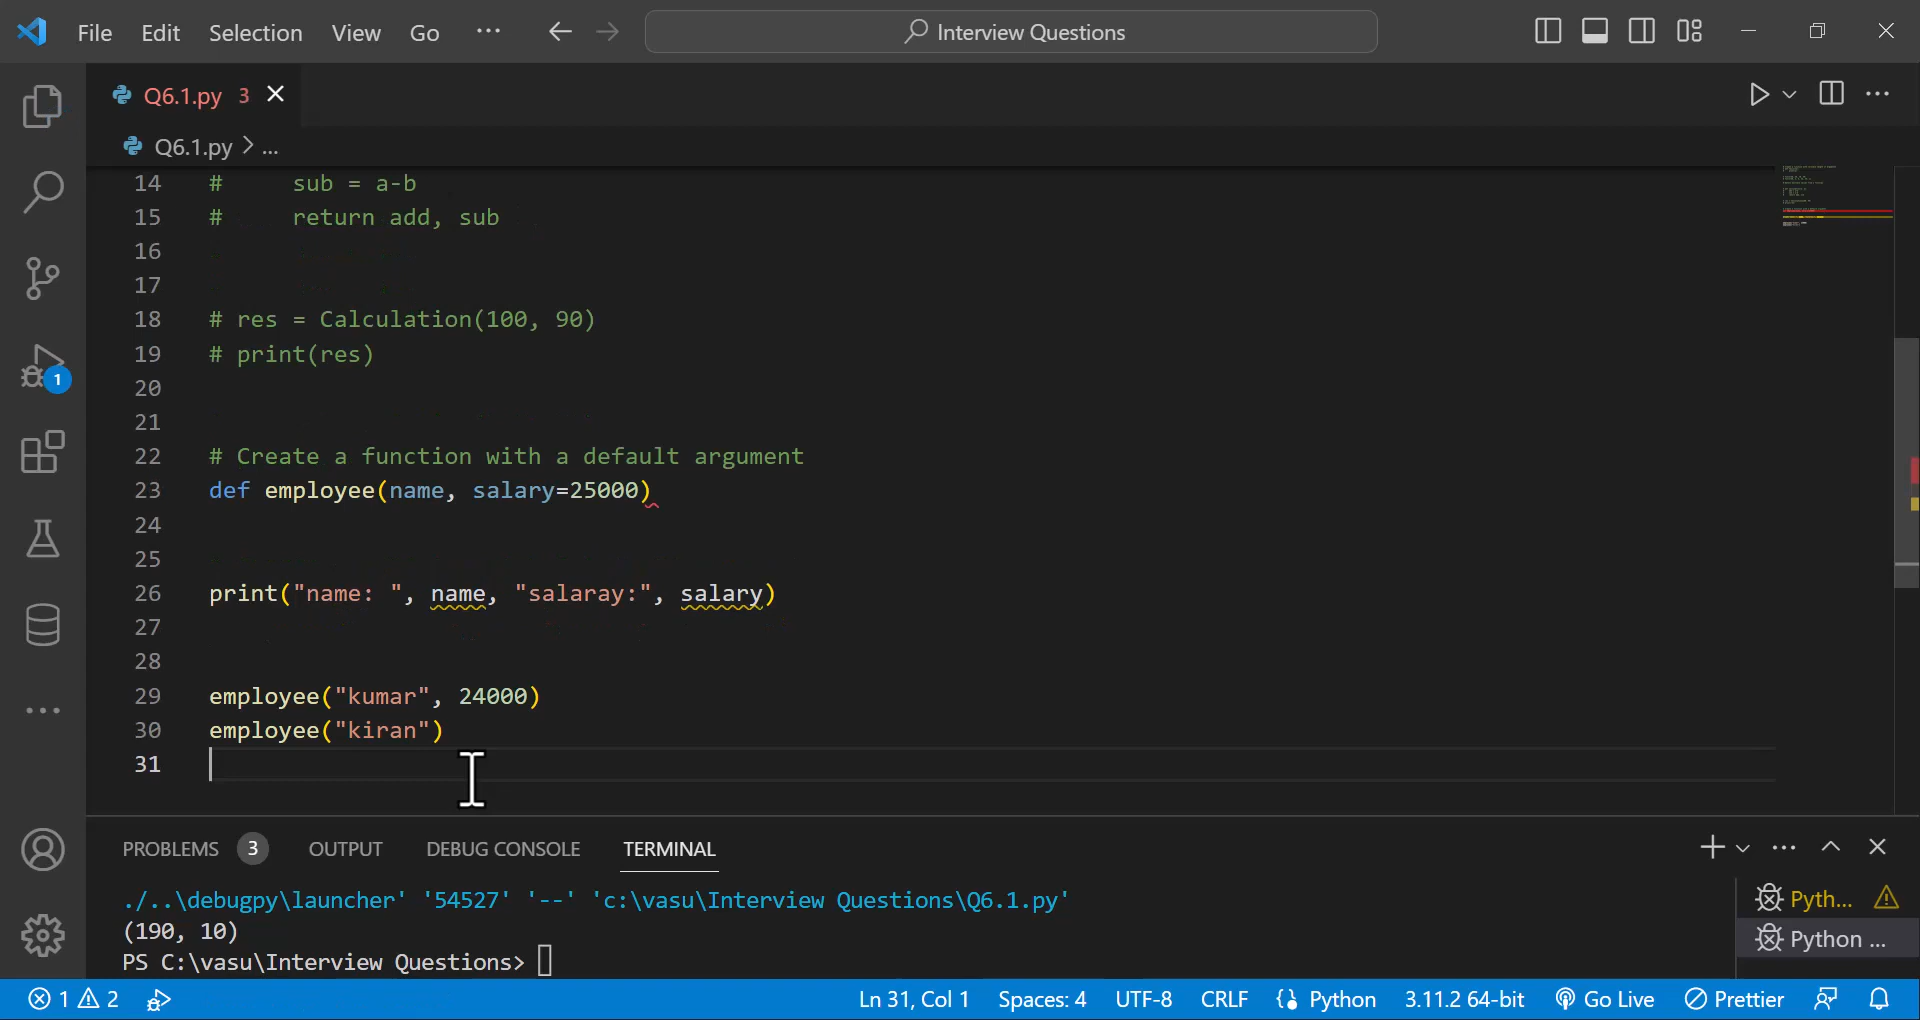 File Edit Selection View Go ... Interview Questions
Q6.1.py 3
Q6.1.py > ...
14 #     sub = a-b
15 #     return add, sub
16
17
18 # res = Calculation(100, 90)
19 # print(res)
20
21
22 # Create a function with a default argument
23 def employee(name, salary=25000)
24
25
26 print("name: ", name, "salaray:", salary)
27
28
29 employee("kumar", 24000)
30 employee("kiran")
31
PROBLEMS 3 OUTPUT DEBUG CONSOLE TERMINAL
./..\debugpy\launcher' '54527' '--' 'c:\vasu\Interview Questions\Q6.1.py'
(190, 10)
PS C:\vasu\Interview Questions>
Pyth...
Python ...
1
1 2 Ln 31, Col 1 Spaces: 4 UTF-8 CRLF Python 3.11.2 64-bit Go Live Prettier